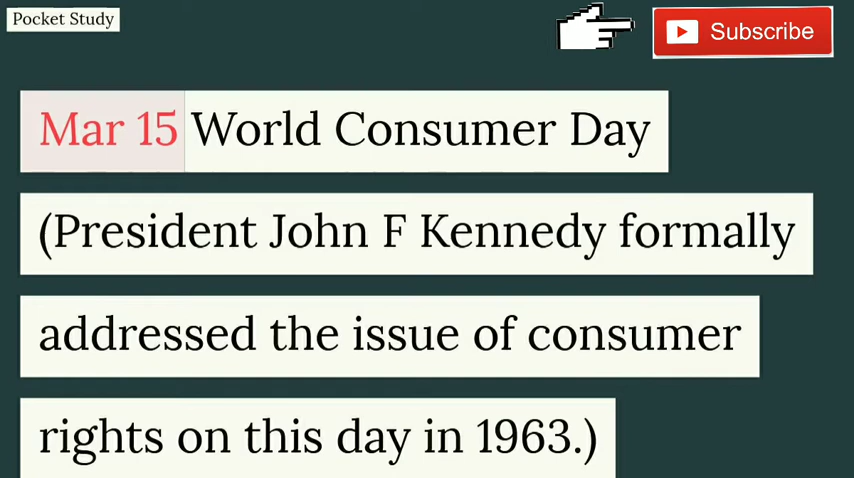 Pocket Study
Subscribe
Mar 15 World Consumer Day
(President John F Kennedy formally
addressed the issue of consumer
rights on this day in 1963.)